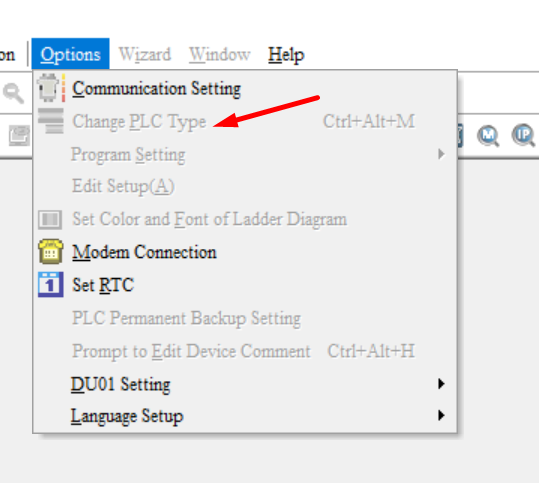 on Options Wizard Window Help
Communication Setting
Change PLC Type Ctrl+Alt+M
Program Setting
Edit Setup(A)
Set Color and Font of Ladder Diagram
Modem Connection
1 Set RTC
PLC Permanent Backup Setting
Prompt to Edit Device Comment Ctrl+Alt+H
DU01 Setting
Language Setup
M IP